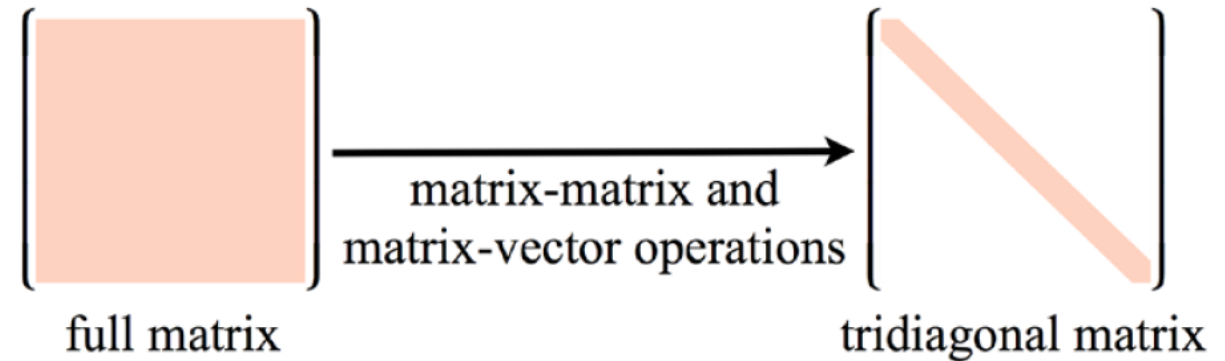 matrix-matrix and
matrix-vector operations
full matrix
tridiagonal matrix